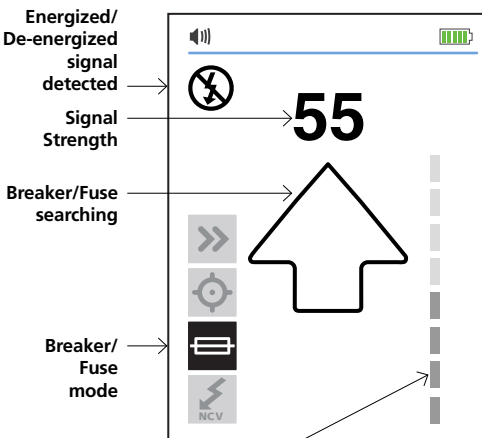 Energized/
De-energized
signal
detected
Signal
Strength
55
Breaker/Fuse
searching
Breaker/
Fuse
mode
NCV